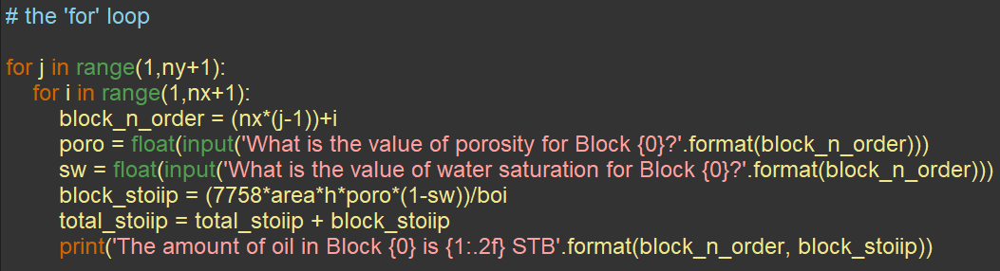 # the 'for' loop
for j in range(1,ny+1):
for i in range(1,nx+1):
block_n_order = (nx*(j-1))+i
poro = float(input('What is the value of porosity for Block {0}?'.format(block_n_order)))
sw = float(input('What is the value of water saturation for Block {0}?'.format(block_n_order)))
block_stoiip = (7758*area*h*poro*(1-sw))/boi
total_stoiip = total_stoiip + block_stoiip
print('The amount of oil in Block {0} is {1:.2f} STB'.format(block_n_order, block_stoiip))